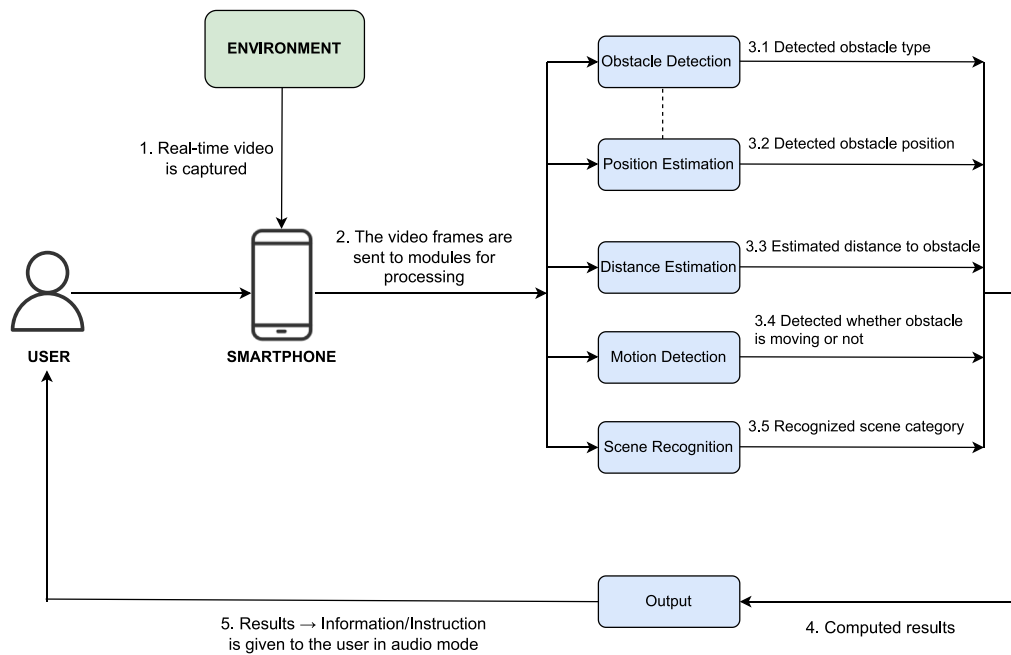 ENVIRONMENT
1. Real-time video
is captured
2. The video frames are
sent to modules for
processing
USER
SMARTPHONE
Obstacle Detection
3.1 Detected obstacle type
Position Estimation
3.2 Detected obstacle position
Distance Estimation
3.3 Estimated distance to obstacle
Motion Detection
3.4 Detected whether obstacle
is moving or not
Scene Recognition
3.5 Recognized scene category
Output
4. Computed results
5. Results → Information/Instruction
is given to the user in audio mode